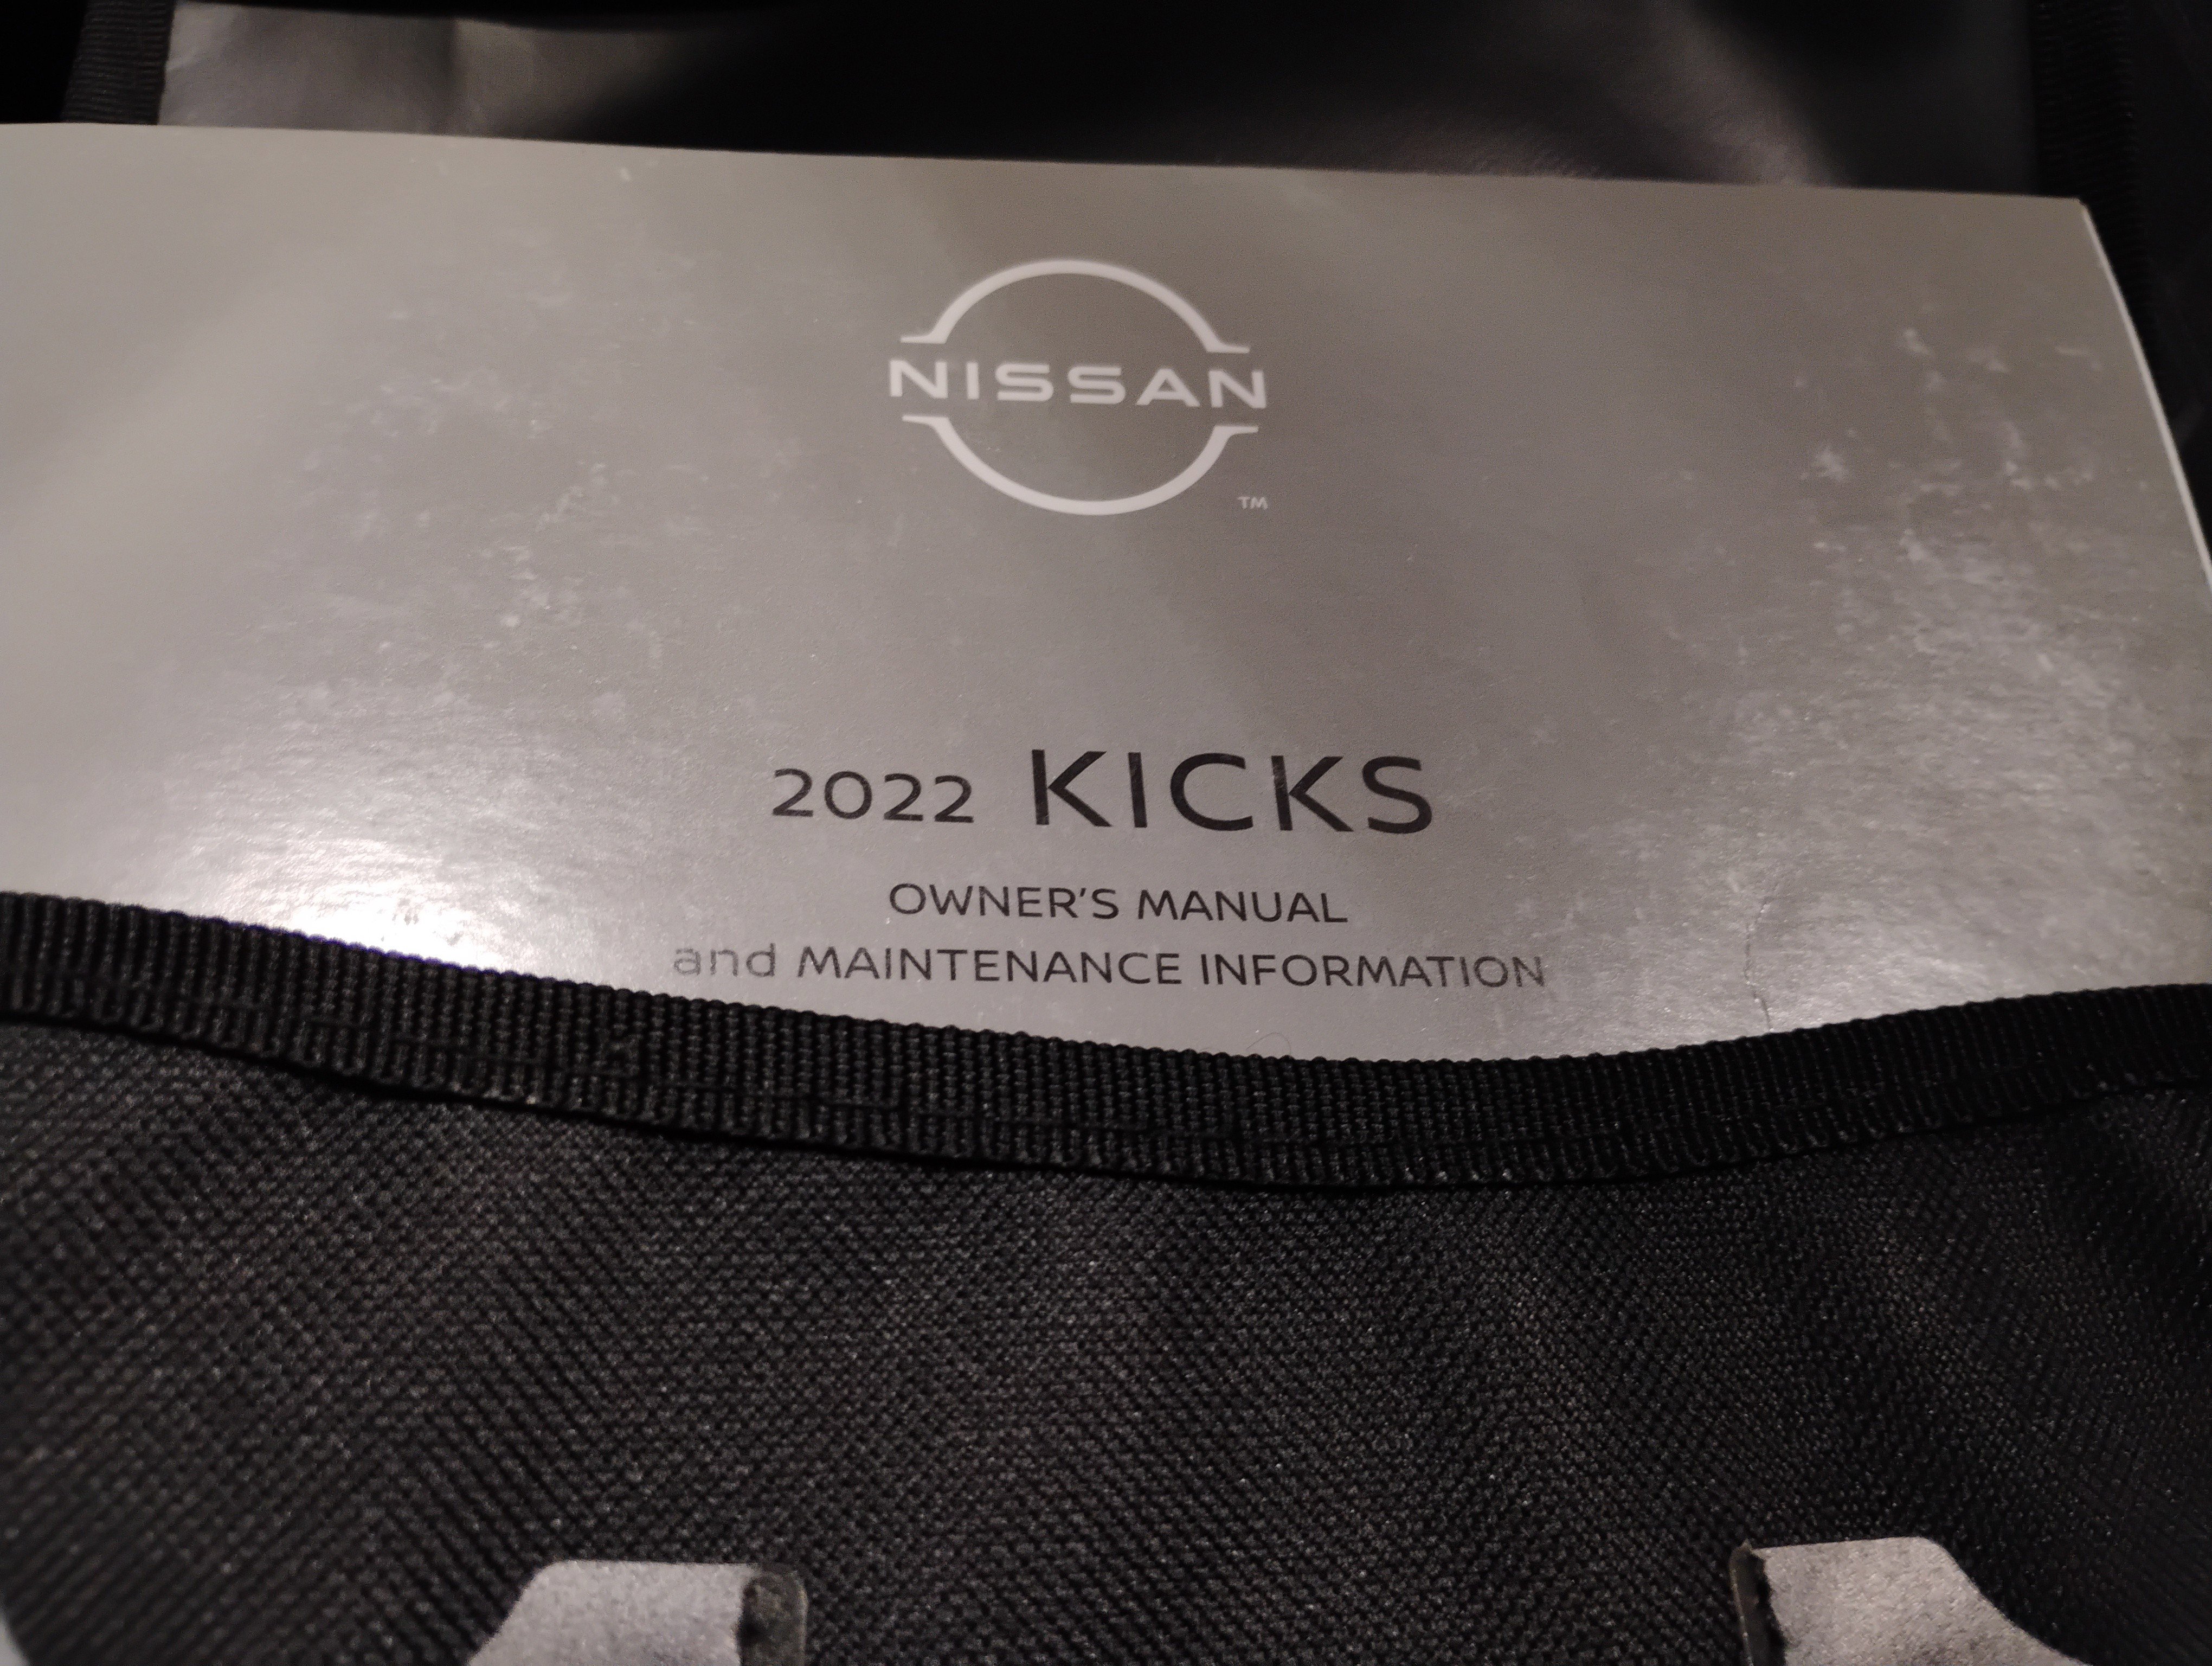 NISSAN
TM
2022 KICKS
OWNER'S MANUAL
and MAINTENANCE INFORMATION